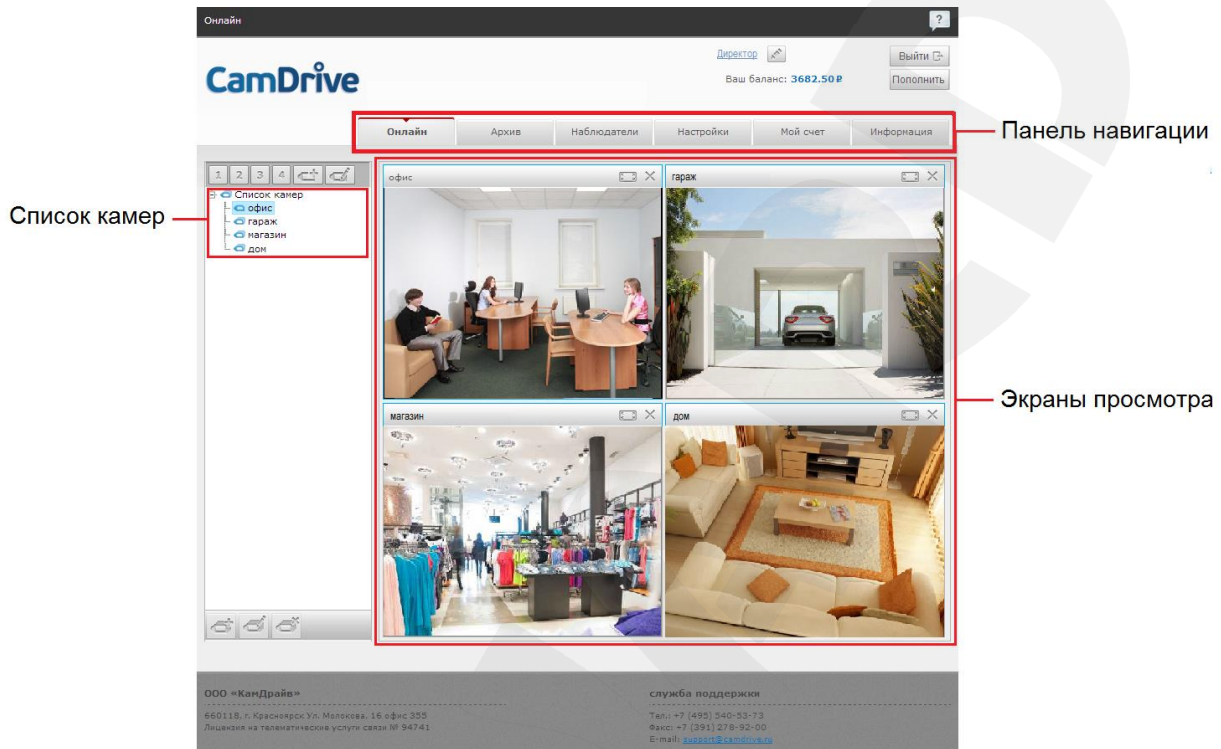 Онлайн
?
Директор
Выйти
CamDrive
Ваш баланс: 3682.50 ₽
Пополнить
Онлайн
Архив
Наблюдатели
Настройки
Мой счет
Информация
Панель навигации
1 2 3 4
Список камер
офис
гараж
магазин
дом
Список камер
офис
гараж
магазин
дом
Экраны просмотра
ООО «КамДрайв»
660118, г. Красноярск Ул. Молокова, 16 офис 355
Лицензия на телематические услуги связи № 94741
служба поддержки
Тел.: +7 (495) 540-53-73
Факс: +7 (391) 278-92-00
E-mail: support@camdrive.ru